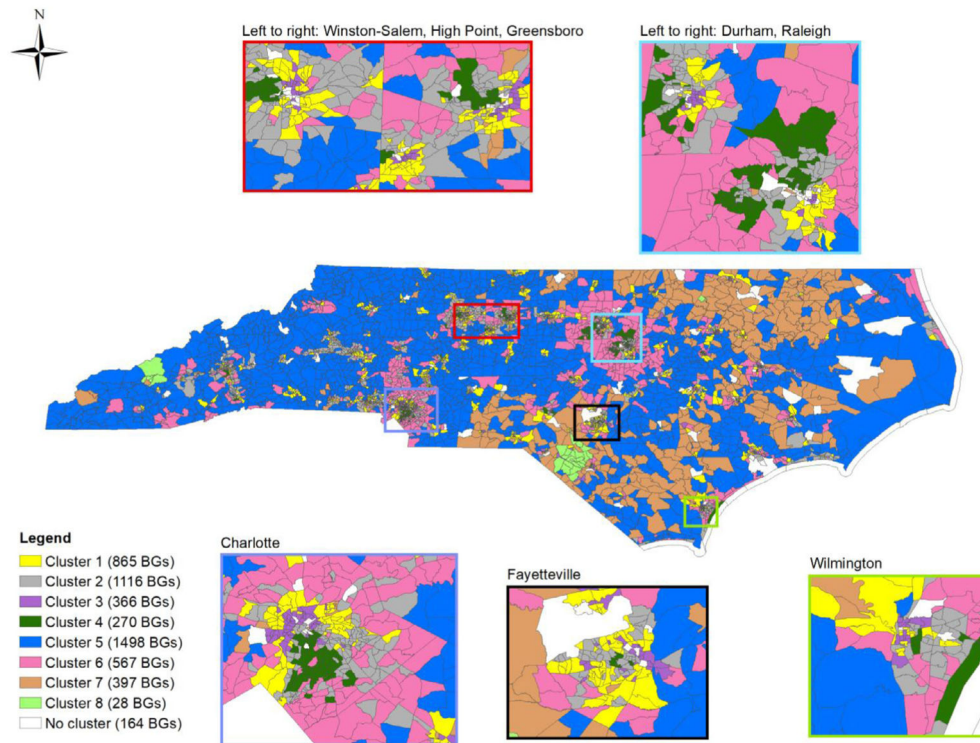 N
Left to right: Winston-Salem, High Point, Greensboro
Left to right: Durham, Raleigh
Legend
Cluster 1 (865 BGs)
Cluster 2 (1116 BGs)
Cluster 3 (366 BGs)
Cluster 4 (270 BGs)
Cluster 5 (1498 BGs)
Cluster 6 (567 BGs)
Cluster 7 (397 BGs)
Cluster 8 (28 BGs)
No cluster (164 BGs)
Charlotte
Fayetteville
Wilmington